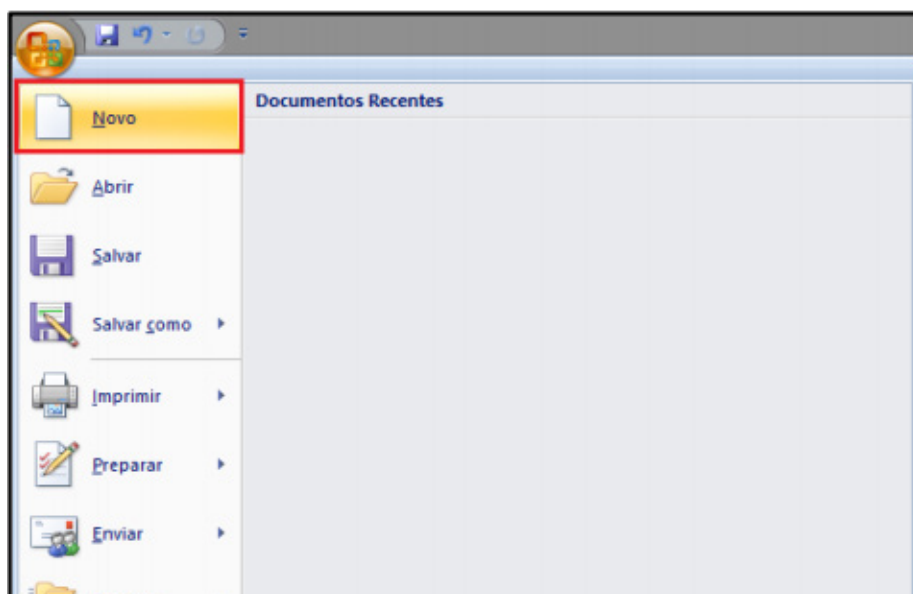 Documentos Recentes
Novo
Abrir
Salvar
Salvar como
Imprimir
Preparar
Enviar